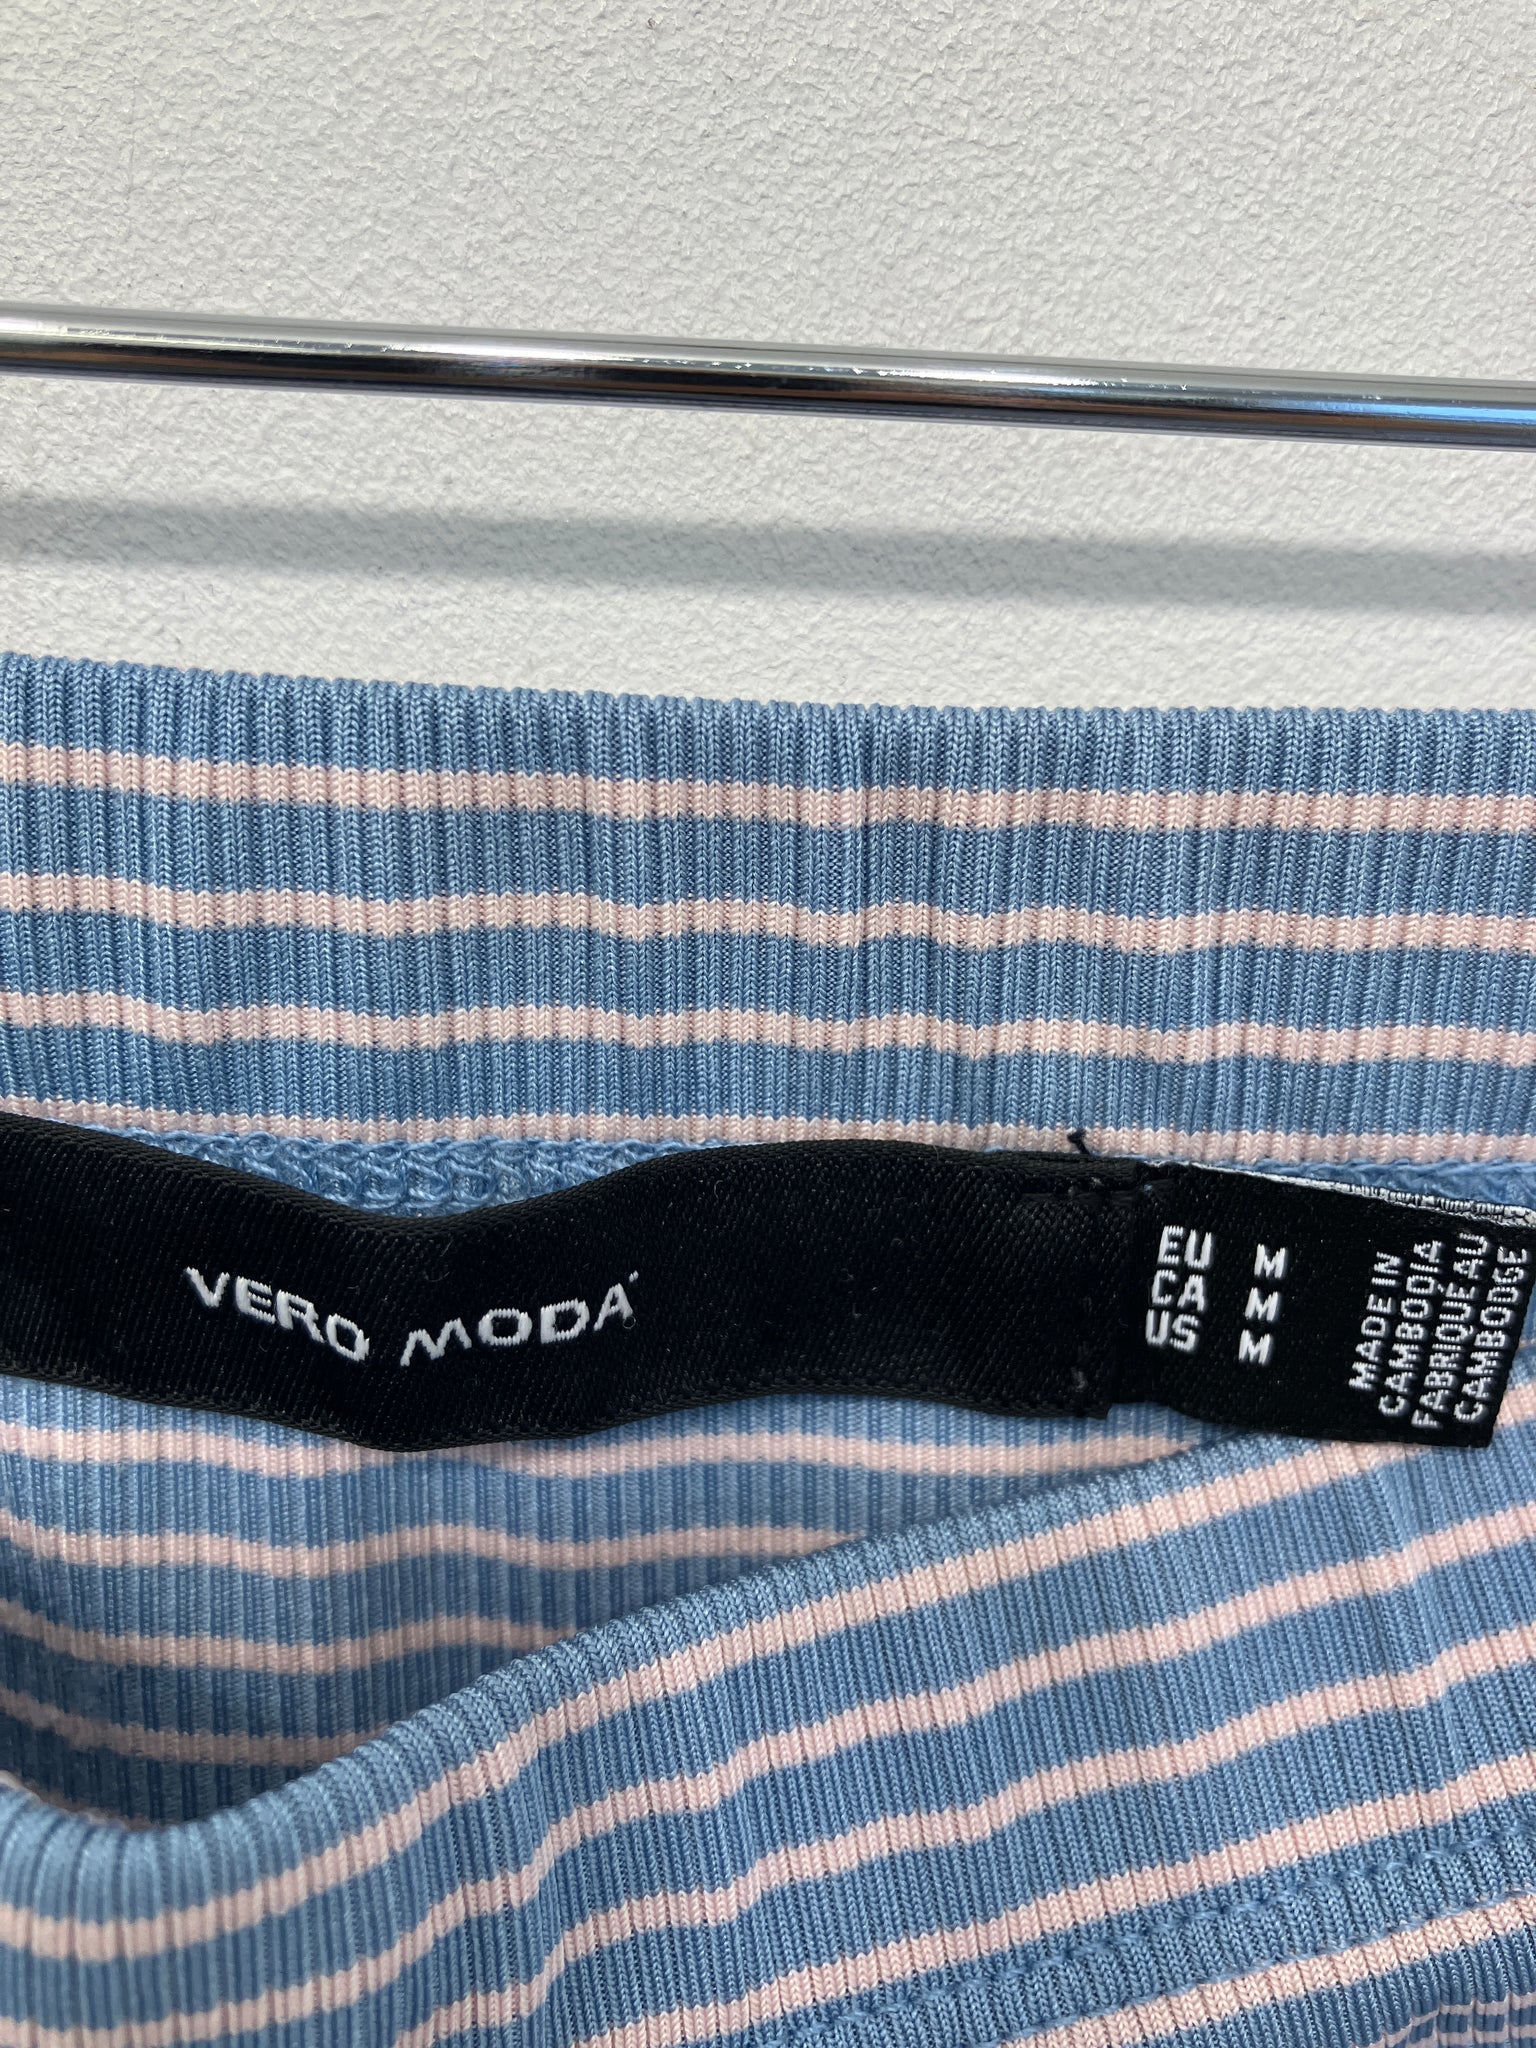 VERO MODA
EU M
CA M
US M
MADE IN
CAMBODIA
FABRIQUE AU
CAMBODGE